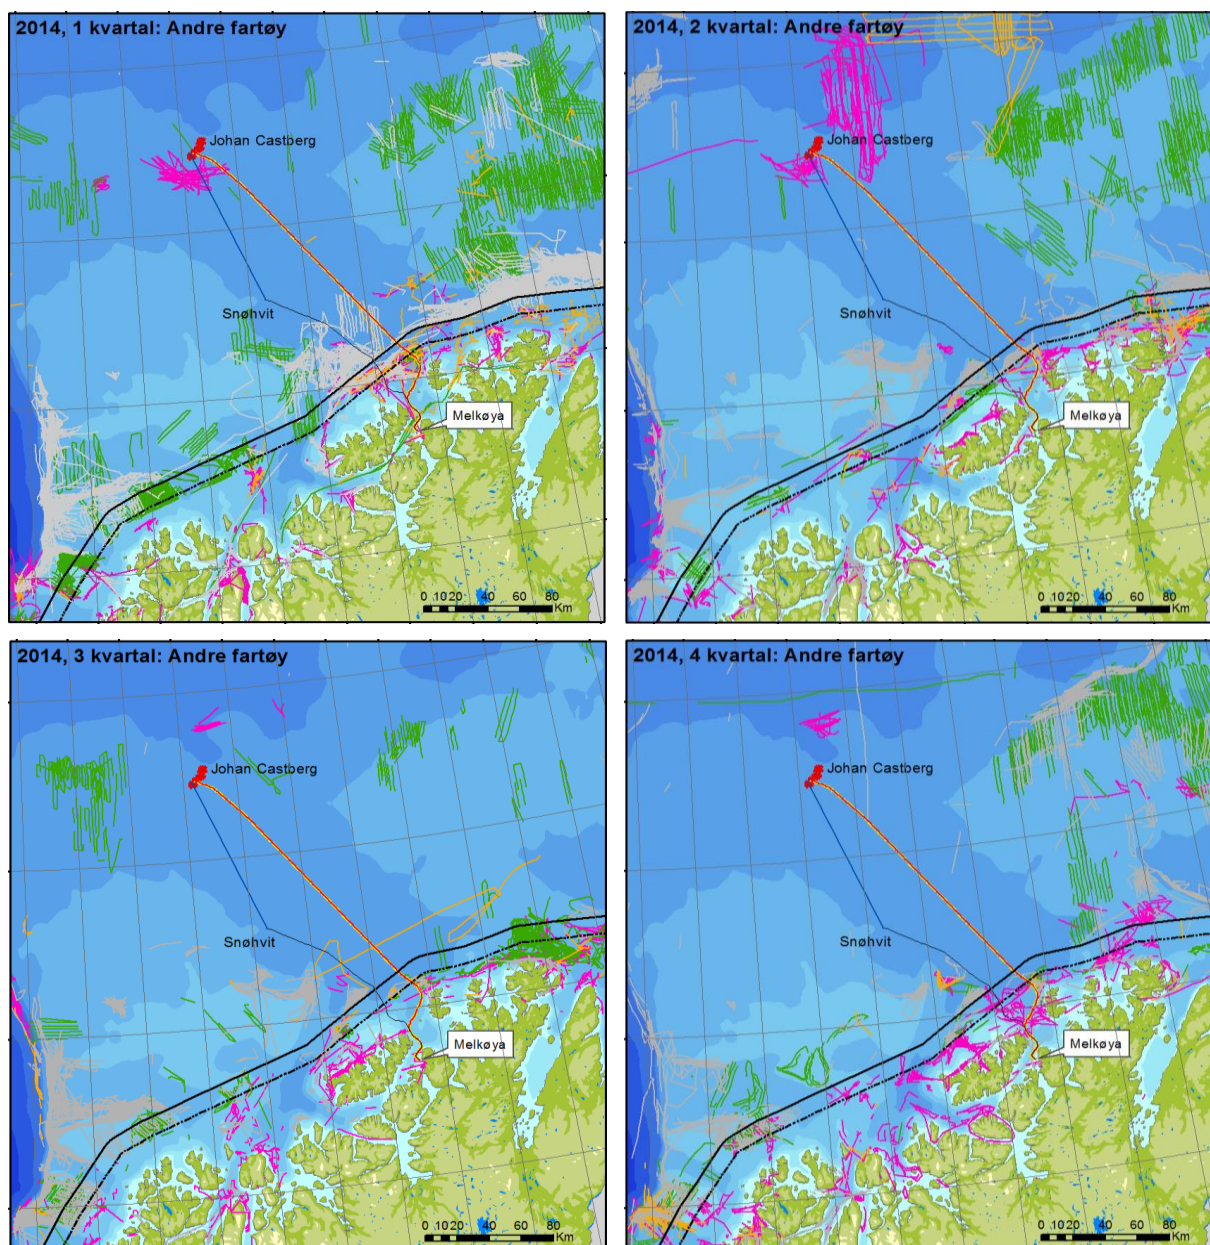 2014, 1 kvartal: Andre fartøy
Johan Castberg
Snøhvit
Melkøya
0 10 20 40 60 80
Km
2014, 2 kvartal: Andre fartøy
Johan Castberg
Snøhvit
Melkøya
0 10 20 40 60 80
Km
2014, 3 kvartal: Andre fartøy
Johan Castberg
Snøhvit
Melkøya
0 10 20 40 60 80
Km
2014, 4 kvartal: Andre fartøy
Johan Castberg
Snøhvit
Melkøya
0 10 20 40 60 80
Km